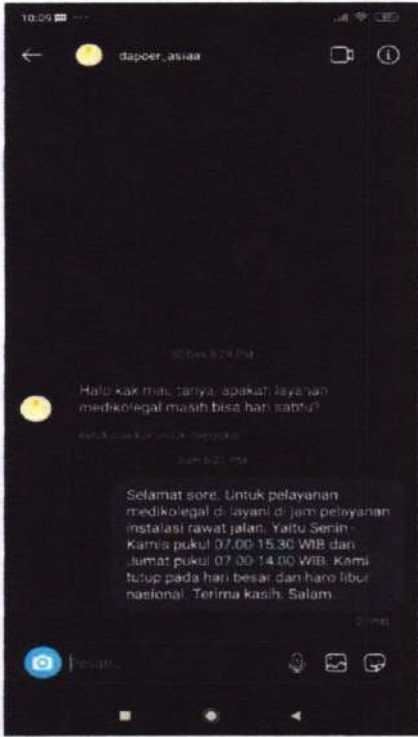 10:09
dapoer_asiaa
Halo kak mau tanya, apakah layanan
medikolegal masih bisa hari sabtu?
Selamat sore. Untuk pelayanan
medikolegal di layani di jam pelayanan
instalasi rawat jalan. Yaitu Senin -
Kamis pukul 07.00-15.30 WIB dan
Jumat pukul 07.00-14.00 WIB. Kami
tutup pada hari besar dan haro libur
nasional. Terima kasih. Salam
Pesan...